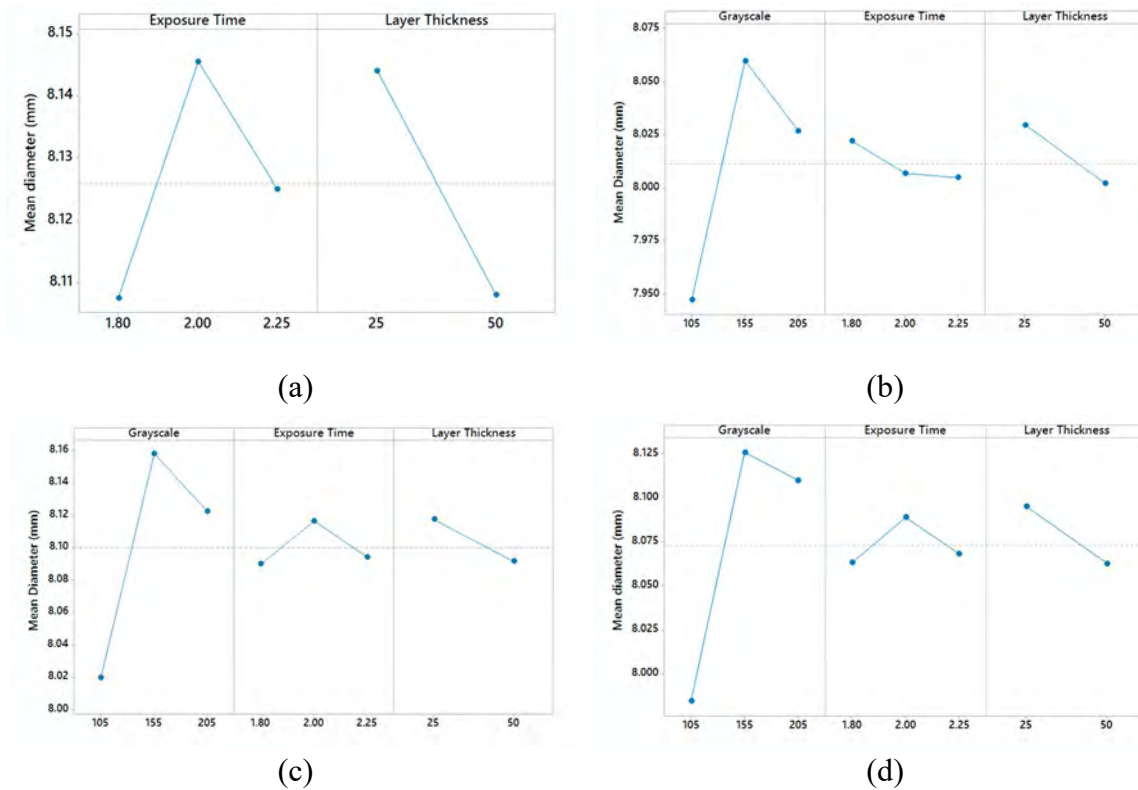 Exposure Time Layer Thickness
8.15
8.14
8.13
8.12
8.11
Mean diameter (mm)
1.80 2.00 2.25 25 50
(a)
Grayscale Exposure Time Layer Thickness
8.075
8.050
8.025
8.000
7.975
7.950
Mean Diameter (mm)
105 155 205 1.80 2.00 2.25 25 50
(b)
Grayscale Exposure Time Layer Thickness
8.16
8.14
8.12
8.10
8.08
8.06
8.04
8.02
8.00
Mean Diameter (mm)
105 155 205 1.80 2.00 2.25 25 50
(c)
Grayscale Exposure Time Layer Thickness
8.125
8.100
8.075
8.050
8.025
8.000
Mean diameter (mm)
105 155 205 1.80 2.00 2.25 25 50
(d)